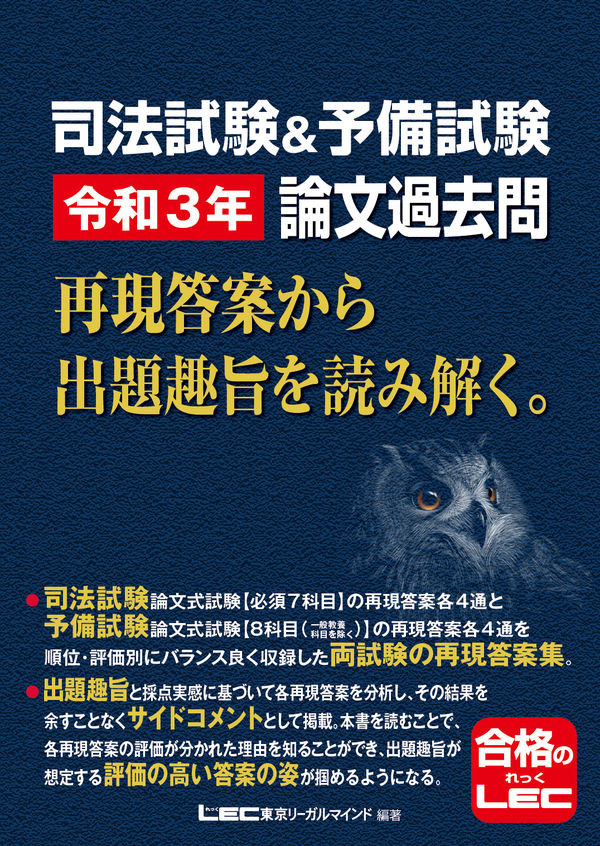 司法試験&予備試験
令和3年 論文過去問
再現答案から
出題趣旨を読み解く。
●司法試験論文式試験【必須7科目】の再現答案各4通と
予備試験論文式試験【8科目(一般教養科目を除く)】の再現答案各4通を
順位・評価別にバランス良く収録した両試験の再現答案集。
●出題趣旨と採点実感に基づいて各再現答案を分析し、その結果を
余すことなくサイドコメントとして掲載。本書を読むことで、
各再現答案の評価が分かれた理由を知ることができ、出題趣旨が
想定する評価の高い答案の姿が掴めるようになる。
合格の
れっく
LEC
れっく
LEC東京リーガルマインド 編著